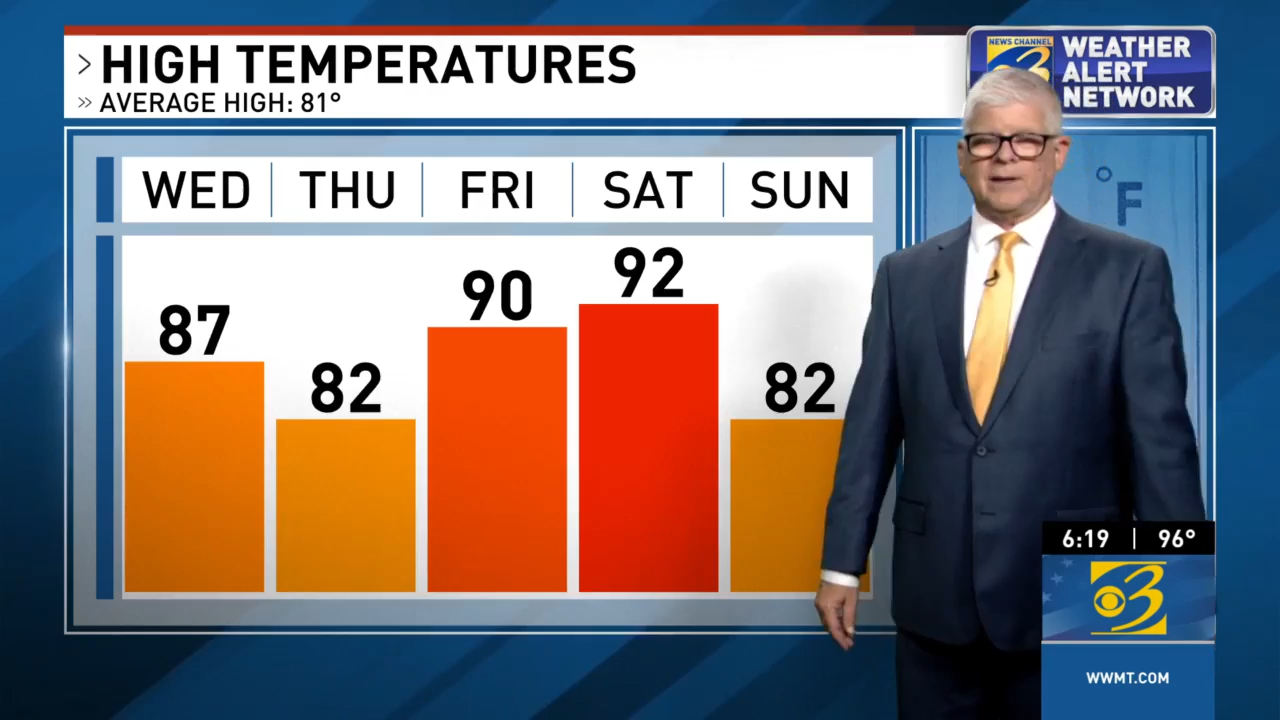 > HIGH TEMPERATURES
» AVERAGE HIGH: 81°
NEWS CHANNEL
3
WEATHER
ALERT
NETWORK
WED THU FRI SAT SUN
87 82 90 92 82
°F
6:19 | 96°
3
WWMT.COM